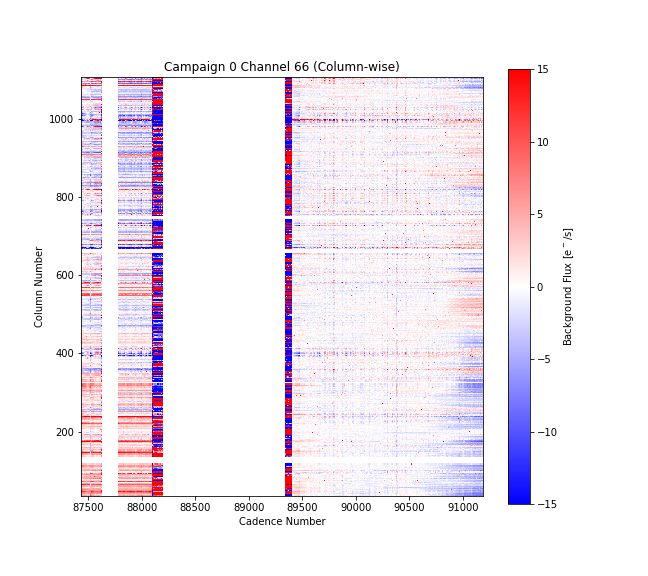 Campaign 0 Channel 66 (Column-wise)
Column Number
1000
800
600
400
200
87500 88000 88500 89000 89500 90000 90500 91000
Cadence Number
15
10
5
0
−5
−10
−15
Background Flux [e⁻/s]